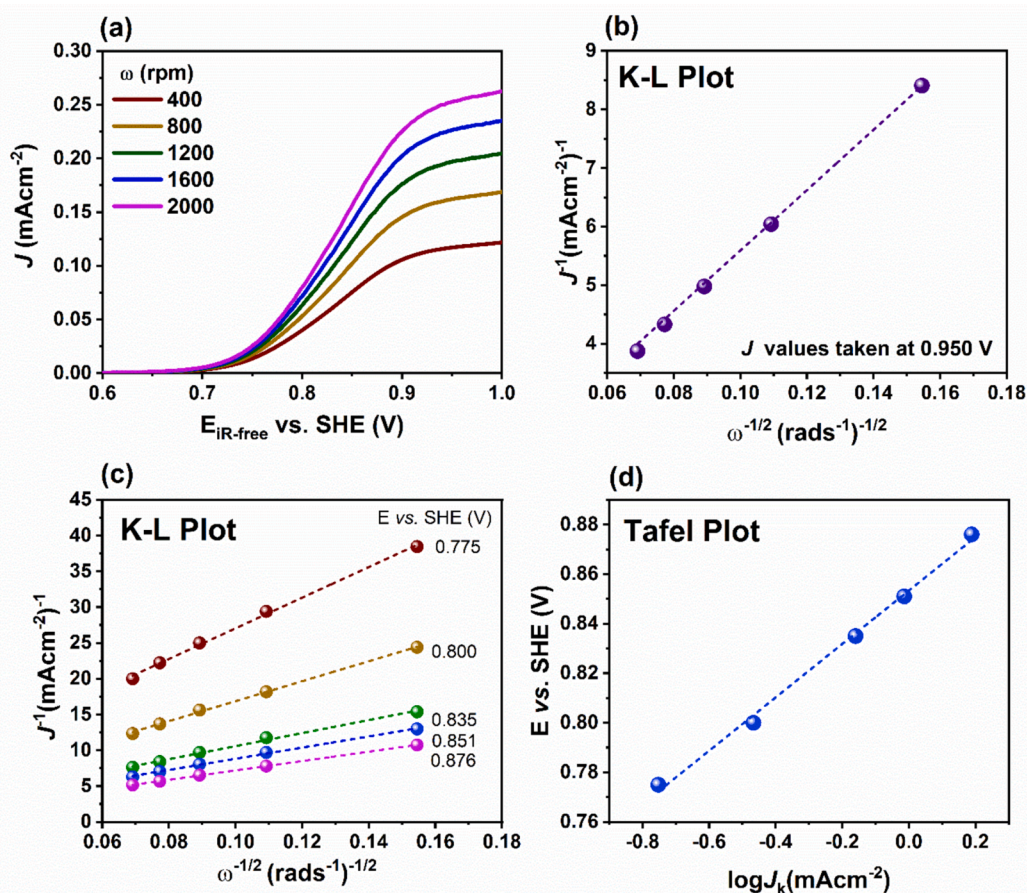 (a)
ω (rpm)
400
800
1200
1600
2000
0.30
0.25
0.20
0.15
0.10
0.05
0.00
0.6 0.7 0.8 0.9 1.0
J (mAcm⁻²)
E_iR-free vs. SHE (V)
(b)
K-L Plot
9
8
7
6
5
4
0.06 0.08 0.10 0.12 0.14 0.16 0.18
J⁻¹(mAcm⁻²)⁻¹
J values taken at 0.950 V
ω⁻¹/² (rads⁻¹)⁻¹/²
(c)
K-L Plot
E vs. SHE (V)
0.775
0.800
0.835
0.851
0.876
45
40
35
30
25
20
15
10
5
0
0.06 0.08 0.10 0.12 0.14 0.16 0.18
J⁻¹(mAcm⁻²)⁻¹
ω⁻¹/² (rads⁻¹)⁻¹/²
(d)
Tafel Plot
0.88
0.86
0.84
0.82
0.80
0.78
0.76
-0.8 -0.6 -0.4 -0.2 0.0 0.2
E vs. SHE (V)
logJ_k(mAcm⁻²)